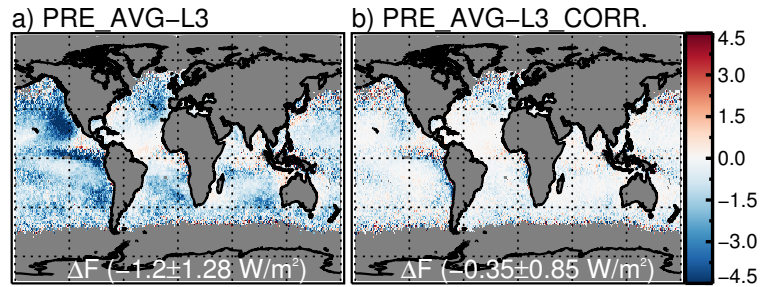 a) PRE_AVG−L3
b) PRE_AVG−L3_CORR.
4.5
3.0
1.5
0.0
−1.5
−3.0
−4.5
ΔF (−1.2±1.28 W/m²)
ΔF (−0.35±0.85 W/m²)